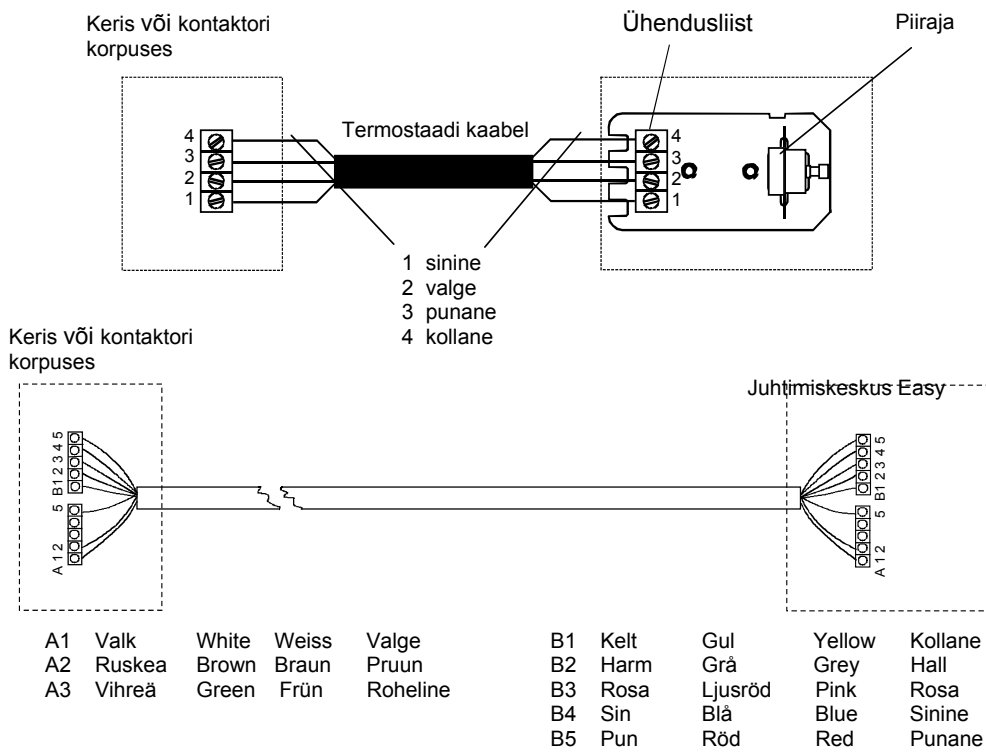 Keris või kontaktori
korpuses
Ühendusliist
Piiraja
Termostaadi kaabel
4
3
2
1
4
3
2
1
1 sinine
2 valge
3 punane
4 kollane
Keris või kontaktori
korpuses
Juhtimiskeskus Easy
A 1 2 5 B1 2 3 4 5
A 1 2 5 B1 2 3 4 5
A1 Valk White Weiss Valge
A2 Ruskea Brown Braun Pruun
A3 Vihreä Green Frün Roheline
B1 Kelt Gul Yellow Kollane
B2 Harm Grå Grey Hall
B3 Rosa Ljusröd Pink Rosa
B4 Sin Blå Blue Sinine
B5 Pun Röd Red Punane